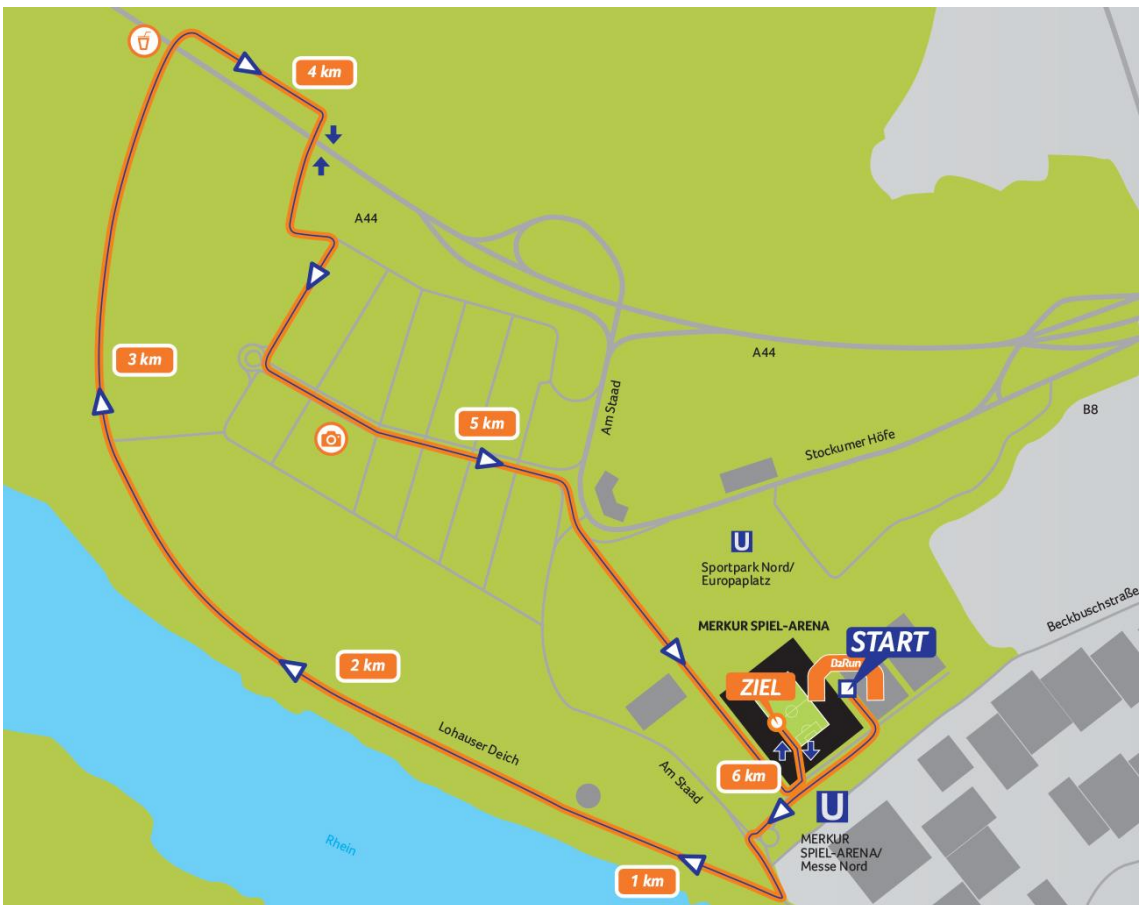 4 km
A44
3 km
A44
Am Staad
B8
5 km
Stockumer Höfe
U
Sportpark Nord/
Europaplatz
Beckbuschstraße
MERKUR SPIEL-ARENA
START
B2Run
ZIEL
2 km
Lohauser Deich
Am Staad
6 km
U
MERKUR
SPIEL-ARENA/
Messe Nord
Rhein
1 km